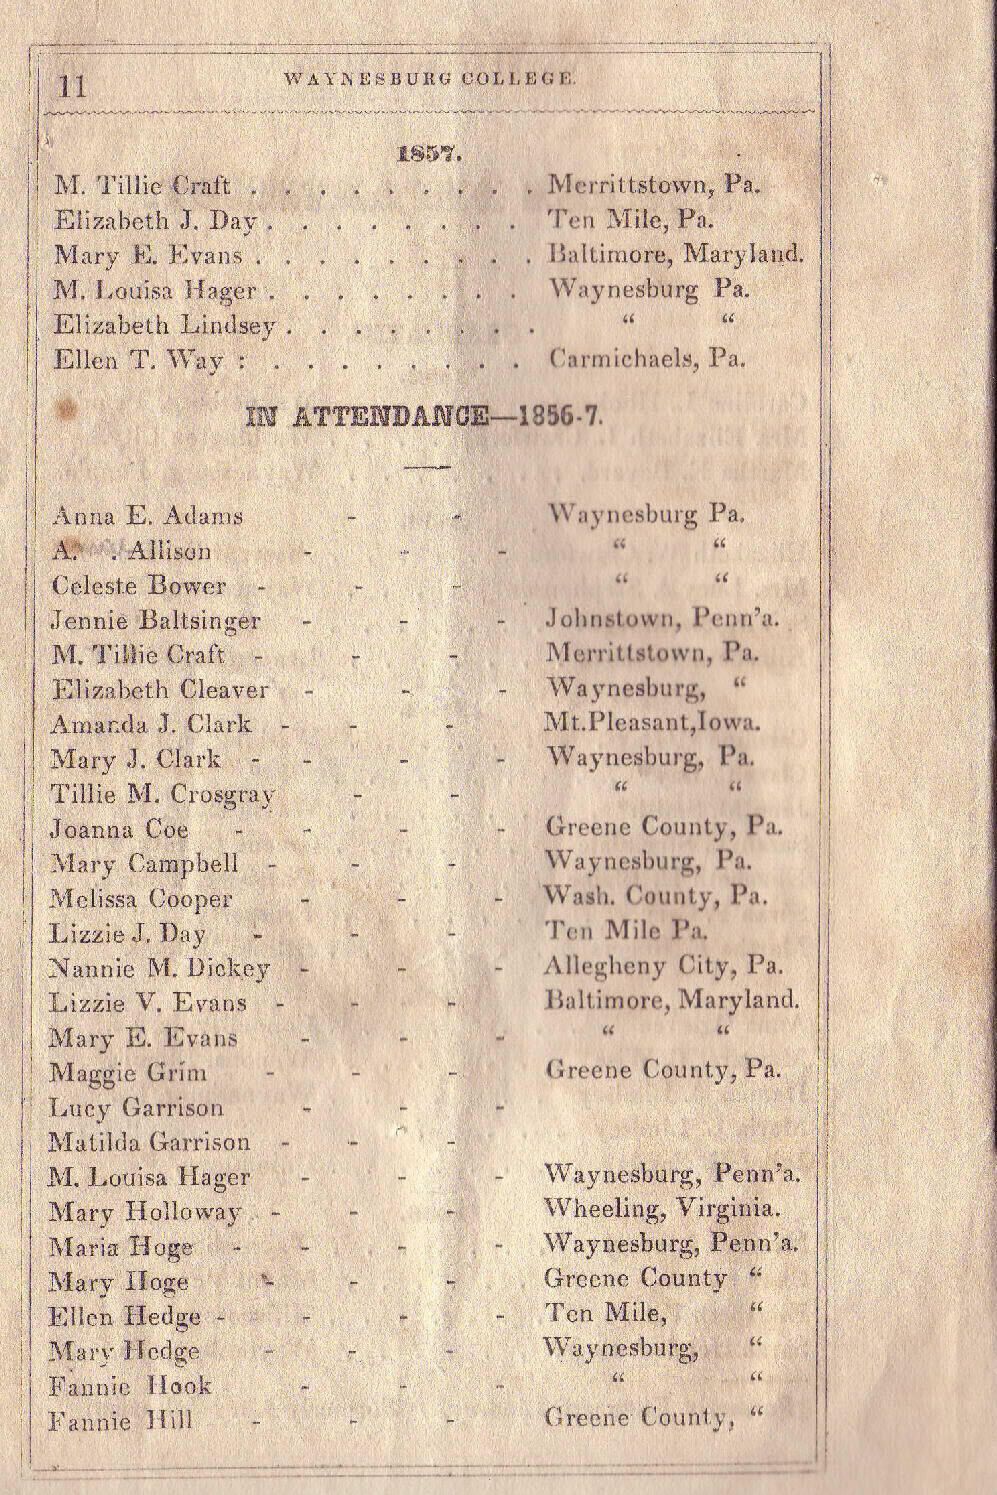 11 WAYNESBURG COLLEGE.
1857.
M. Tillie Craft . . . . . . . . . Merrittstown, Pa.
Elizabeth J. Day . . . . . . . . Ten Mile, Pa.
Mary E. Evans . . . . . . . . . Baltimore, Maryland.
M. Louisa Hager . . . . . . . . Waynesburg Pa.
Elizabeth Lindsey . . . . . . . . “ “
Ellen T. Way : . . . . . . . . Carmichaels, Pa.
IN ATTENDANCE—1856-7.
Anna E. Adams - - Waynesburg Pa.
A. . Allison - - - “ “
Celeste Bower - - - “ “
Jennie Baltsinger - - - Johnstown, Penn’a.
M. Tillie Craft - - - Merrittstown, Pa.
Elizabeth Cleaver - - - Waynesburg, “
Amanda J. Clark - - - Mt.Pleasant,Iowa.
Mary J. Clark - - - - Waynesburg, Pa.
Tillie M. Crosgray - - “ “
Joanna Coe - - - - Greene County, Pa.
Mary Campbell - - - Waynesburg, Pa.
Melissa Cooper - - - Wash. County, Pa.
Lizzie J. Day - - - Ten Mile Pa.
Nannie M. Dickey - - - Allegheny City, Pa.
Lizzie V. Evans - - - Baltimore, Maryland.
Mary E. Evans - - - “ “
Maggie Grim - - - Greene County, Pa.
Lucy Garrison - - -
Matilda Garrison - - -
M. Louisa Hager - - - Waynesburg, Penn’a.
Mary Holloway - - - Wheeling, Virginia.
Maria Hoge - - - - Waynesburg, Penn’a.
Mary Hoge - - - Greene County “
Ellen Hedge - - - - Ten Mile, “
Mary Hedge - - - Waynesburg, “
Fannie Hook - - - “ “
Fannie Hill - - - Greene County, “